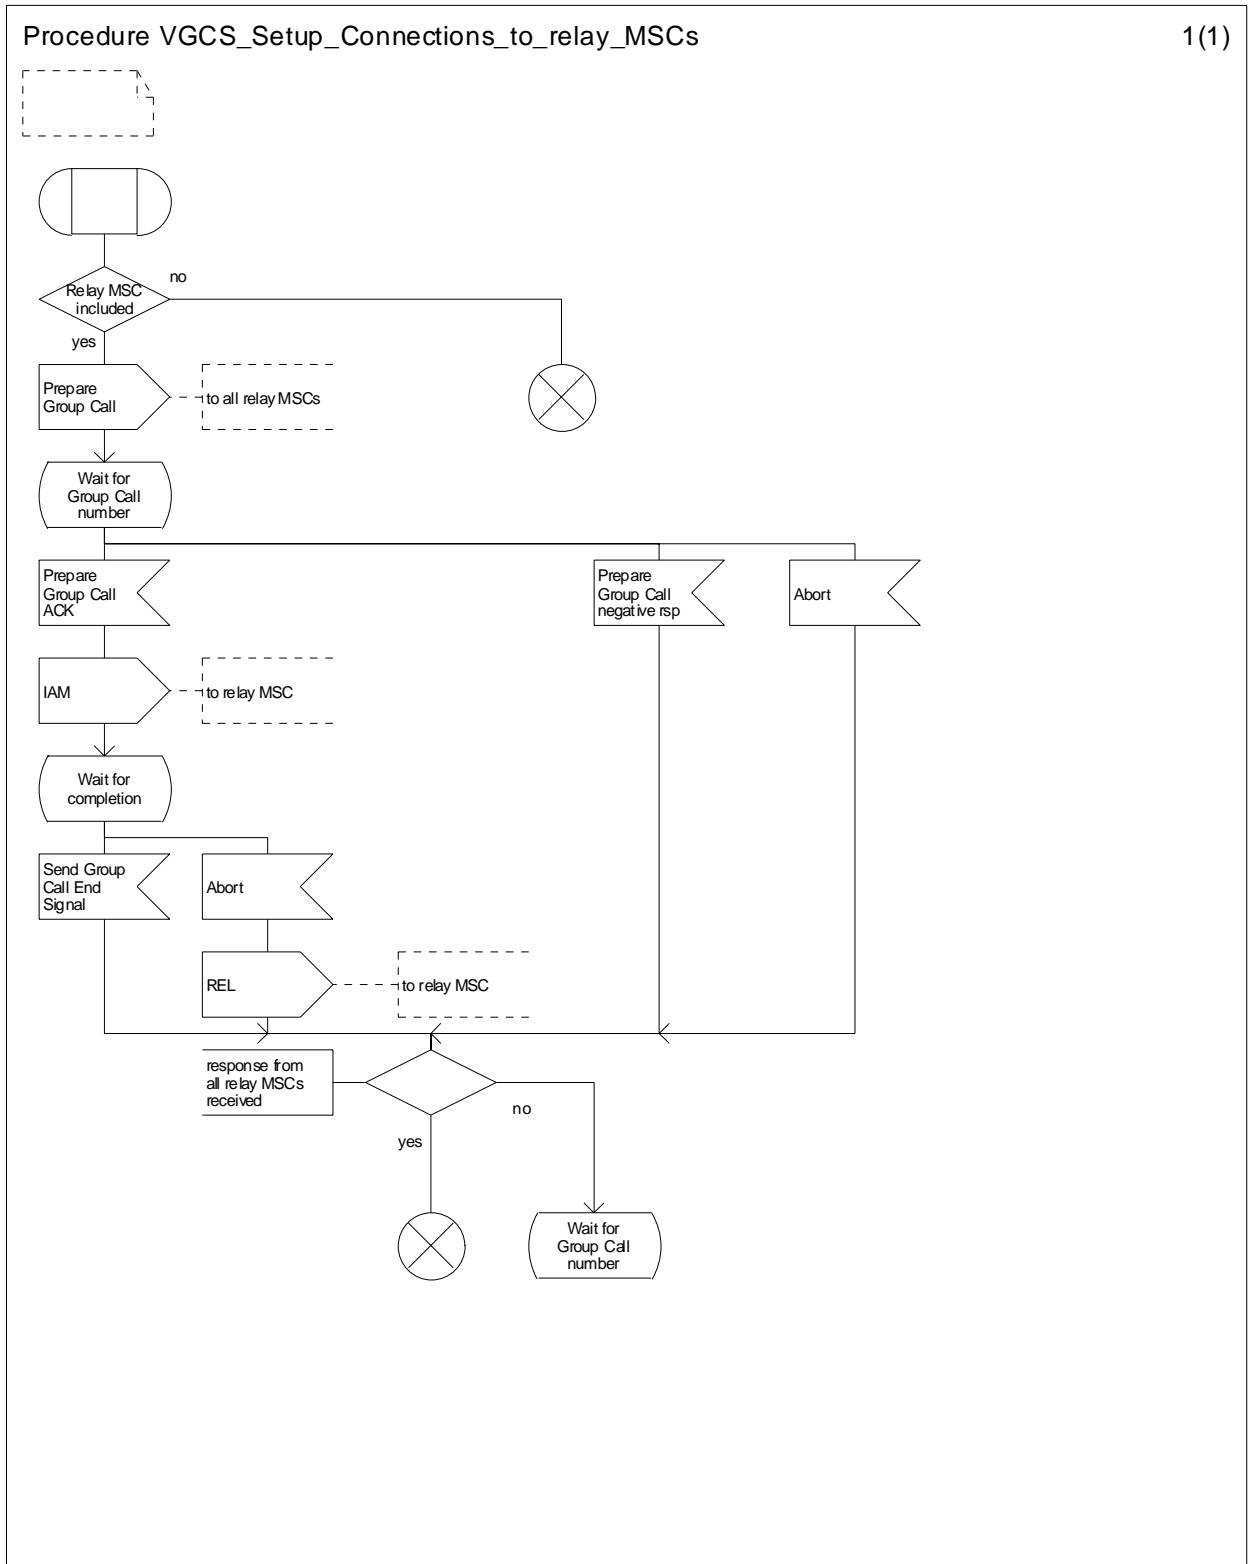 Procedure VGCS_Setup_Connections_to_relay_MSCs
1(1)
Relay MSC
included
no
yes
Prepare
Group Call
to all relay MSCs
Wait for
Group Call
number
Prepare
Group Call
ACK
Prepare
Group Call
negative rsp
Abort
IAM
to relay MSC
Wait for
completion
Send Group
Call End
Signal
Abort
REL
to relay MSC
response from
all relay MSCs
received
no
yes
Wait for
Group Call
number